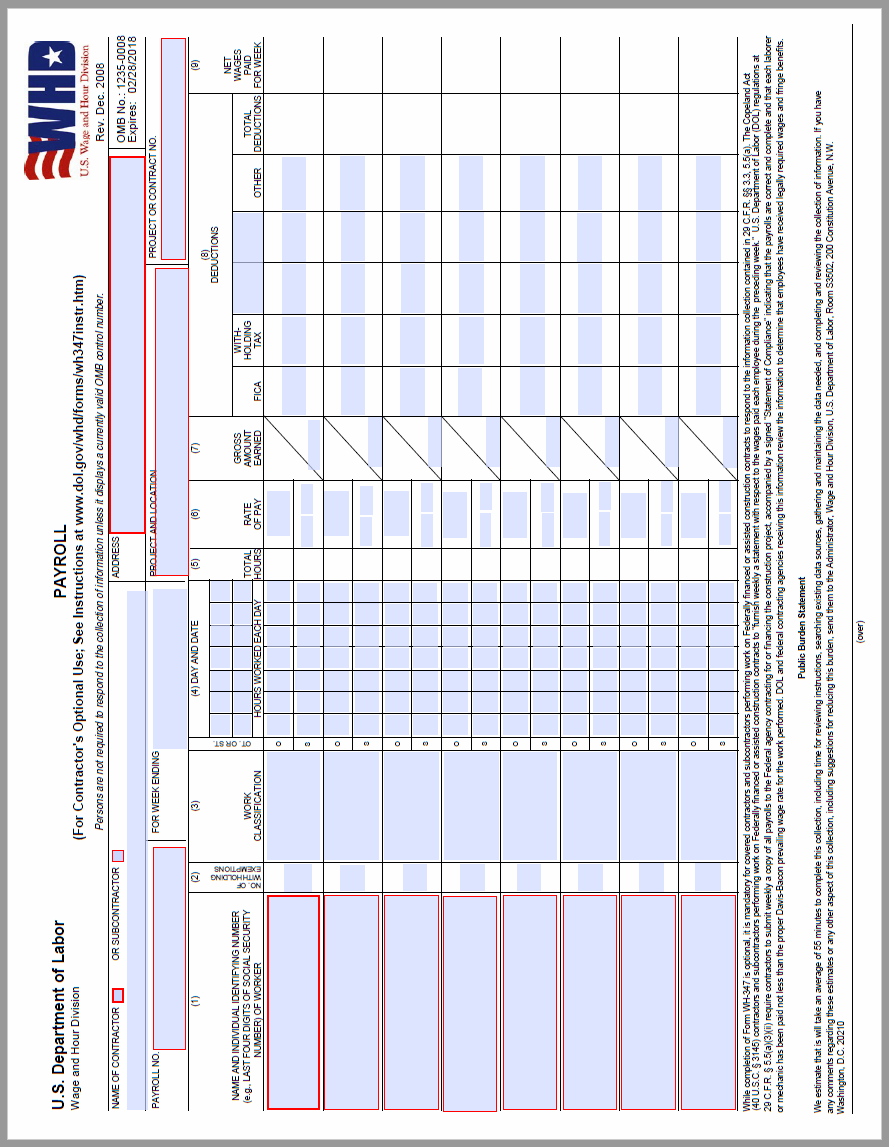 U.S. Department of Labor
Wage and Hour Division
PAYROLL
(For Contractor's Optional Use; See Instructions at www.dol.gov/whd/forms/wh347instr.htm)
Persons are not required to respond to the collection of information unless it displays a currently valid OMB control number.
WHD
U.S. Wage and Hour Division
Rev. Dec. 2008
NAME OF CONTRACTOR
OR SUBCONTRACTOR
ADDRESS
OMB No.: 1235-0008
Expires: 02/28/2018
PAYROLL NO.
FOR WEEK ENDING
PROJECT AND LOCATION
PROJECT OR CONTRACT NO.
(1)
NAME AND INDIVIDUAL IDENTIFYING NUMBER
(e.g., LAST FOUR DIGITS OF SOCIAL SECURITY
NUMBER) OF WORKER
(2)
NO. OF
WITHHOLDING
EXEMPTIONS
(3)
WORK
CLASSIFICATION
OT. OR ST.
(4) DAY AND DATE
HOURS WORKED EACH DAY
(5)
TOTAL
HOURS
(6)
RATE
OF PAY
(7)
GROSS
AMOUNT
EARNED
(8)
DEDUCTIONS
FICA
WITH-
HOLDING
TAX
OTHER
TOTAL
DEDUCTIONS
(9)
NET
WAGES
PAID
FOR WEEK
O
S
O
S
O
S
O
S
O
S
O
S
O
S
O
S
While completion of Form WH-347 is optional, it is mandatory for covered contractors and subcontractors performing work on Federally financed or assisted construction contracts to respond to the information collection contained in 29 C.F.R. §§ 3.3, 5.5(a). The Copeland Act
(40 U.S.C. § 3145) contractors and subcontractors performing work on Federally financed or assisted construction contracts to "furnish weekly a statement with respect to the wages paid each employee during the preceding week." U.S. Department of Labor (DOL) regulations at
29 C.F.R. § 5.5(a)(3)(ii) require contractors to submit weekly a copy of all payrolls to the Federal agency contracting for or financing the construction project, accompanied by a signed "Statement of Compliance" indicating that the payrolls are correct and complete and that each laborer
or mechanic has been paid not less than the proper Davis-Bacon prevailing wage rate for the work performed. DOL and federal contracting agencies receiving this information review the information to determine that employees have received legally required wages and fringe benefits.
Public Burden Statement
We estimate that is will take an average of 55 minutes to complete this collection, including time for reviewing instructions, searching existing data sources, gathering and maintaining the data needed, and completing and reviewing the collection of information. If you have
any comments regarding these estimates or any other aspect of this collection, including suggestions for reducing this burden, send them to the Administrator, Wage and Hour Division, U.S. Department of Labor, Room S3502, 200 Constitution Avenue, N.W.
Washington, D.C. 20210
(over)